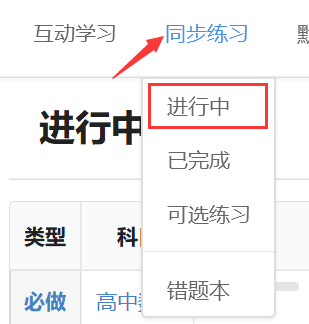 互动学习 同步练习
进行中
进行中
已完成
可选练习
错题本
类型 科
必做 高中